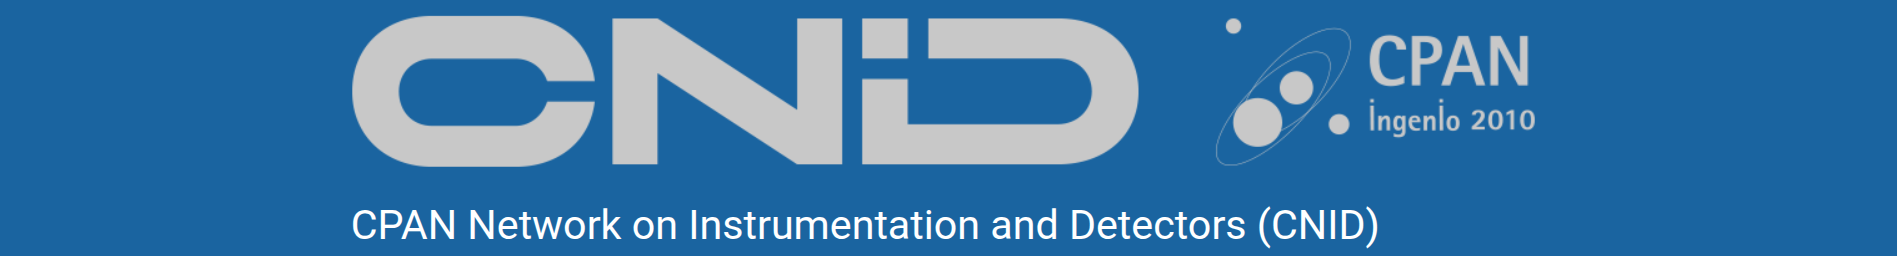 CNiD
CPAN
ingenio 2010
CPAN Network on Instrumentation and Detectors (CNID)